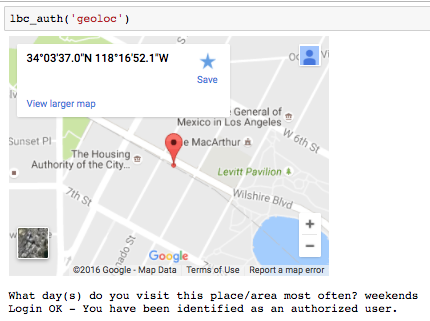 lbc_auth('geoloc')
34°03'37.0"N 118°16'52.1"W
Save
View larger map
General of
Mexico in Los Angeles
W 6th St
e MacArthur
Sunset Pl
The Housing
Authority of the City...
Levitt Pavilion
7th St
Wilshire Blvd
nado St
+
−
Google
©2016 Google - Map Data Terms of Use Report a map error
What day(s) do you visit this place/area most often? weekends
Login OK - You have been identified as an authorized user.